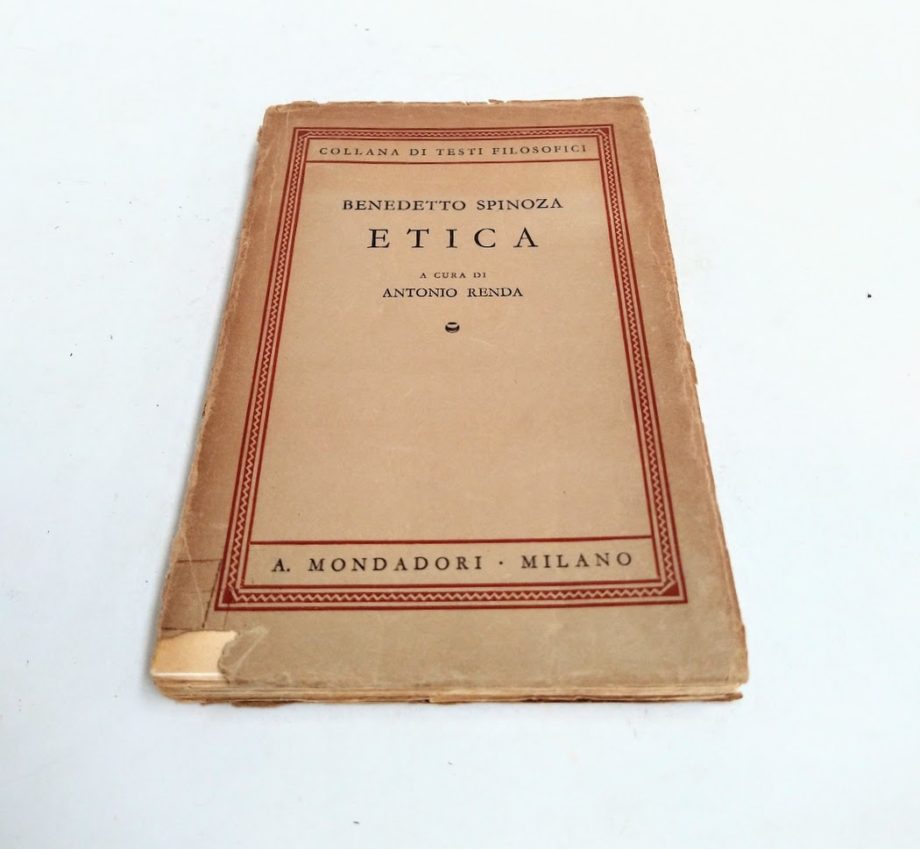 COLLANA DI TESTI FILOSOFICI
BENEDETTO SPINOZA
ETICA
A CURA DI
ANTONIO RENDA
A. MONDADORI · MILANO